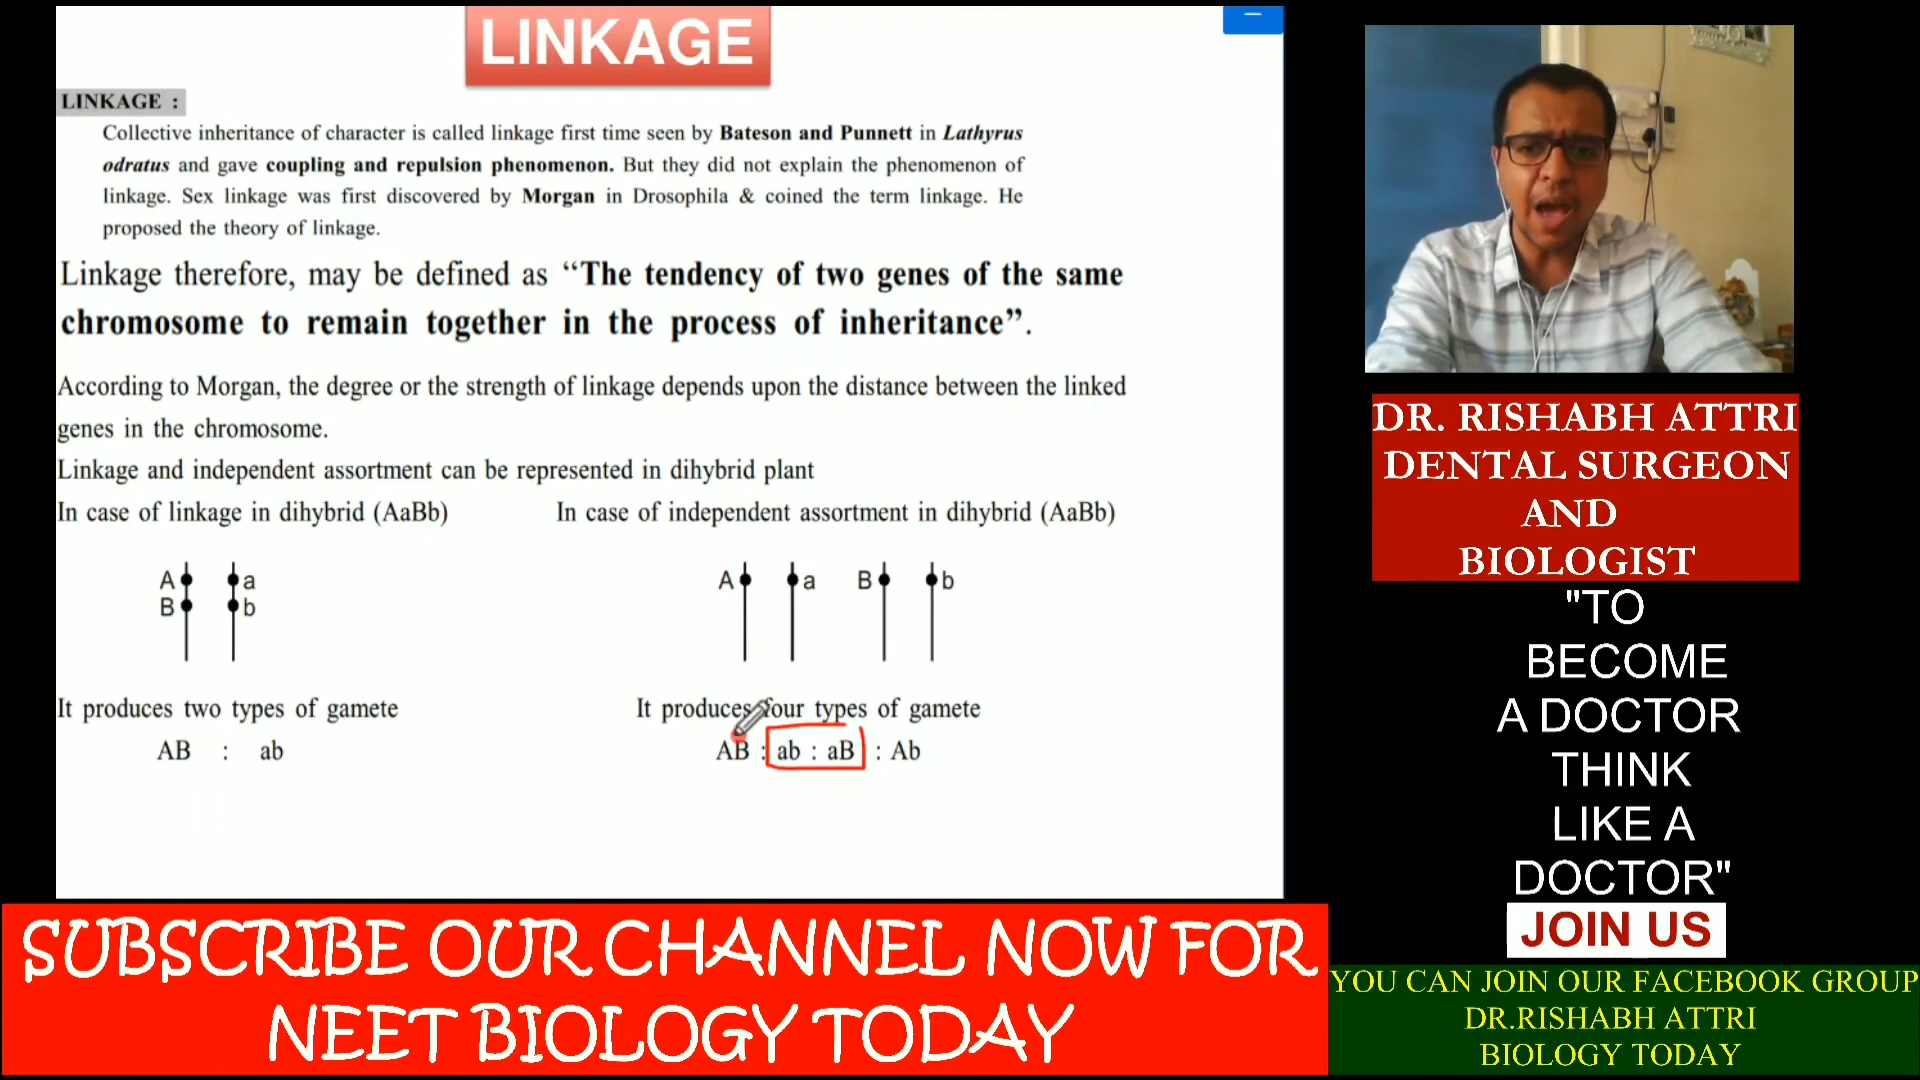 LINKAGE
LINKAGE :
Collective inheritance of character is called linkage first time seen by Bateson and Punnett in Lathyrus
odratus and gave coupling and repulsion phenomenon. But they did not explain the phenomenon of
linkage. Sex linkage was first discovered by Morgan in Drosophila & coined the term linkage. He
proposed the theory of linkage.
Linkage therefore, may be defined as “The tendency of two genes of the same
chromosome to remain together in the process of inheritance”.
According to Morgan, the degree or the strength of linkage depends upon the distance between the linked
genes in the chromosome.
Linkage and independent assortment can be represented in dihybrid plant
In case of linkage in dihybrid (AaBb)
In case of independent assortment in dihybrid (AaBb)
A a
B b
A a B b
It produces two types of gamete
AB : ab
It produces four types of gamete
AB : ab : aB : Ab
DR. RISHABH ATTRI
DENTAL SURGEON
AND
BIOLOGIST
"TO
BECOME
A DOCTOR
THINK
LIKE A
DOCTOR"
JOIN US
YOU CAN JOIN OUR FACEBOOK GROUP
DR.RISHABH ATTRI
BIOLOGY TODAY
SUBSCRIBE OUR CHANNEL NOW FOR
NEET BIOLOGY TODAY